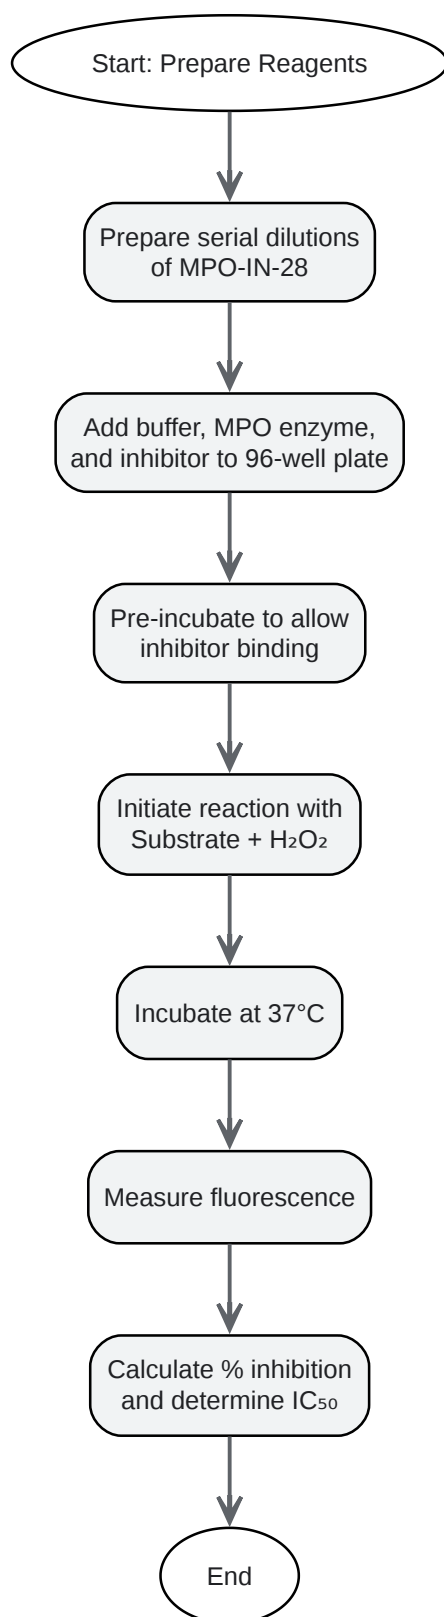 Start: Prepare Reagents
Prepare serial dilutions
of MPO-IN-28
Add buffer, MPO enzyme,
and inhibitor to 96-well plate
Pre-incubate to allow
inhibitor binding
Initiate reaction with
Substrate + H₂O₂
Incubate at 37°C
Measure fluorescence
Calculate % inhibition
and determine IC₅₀
End